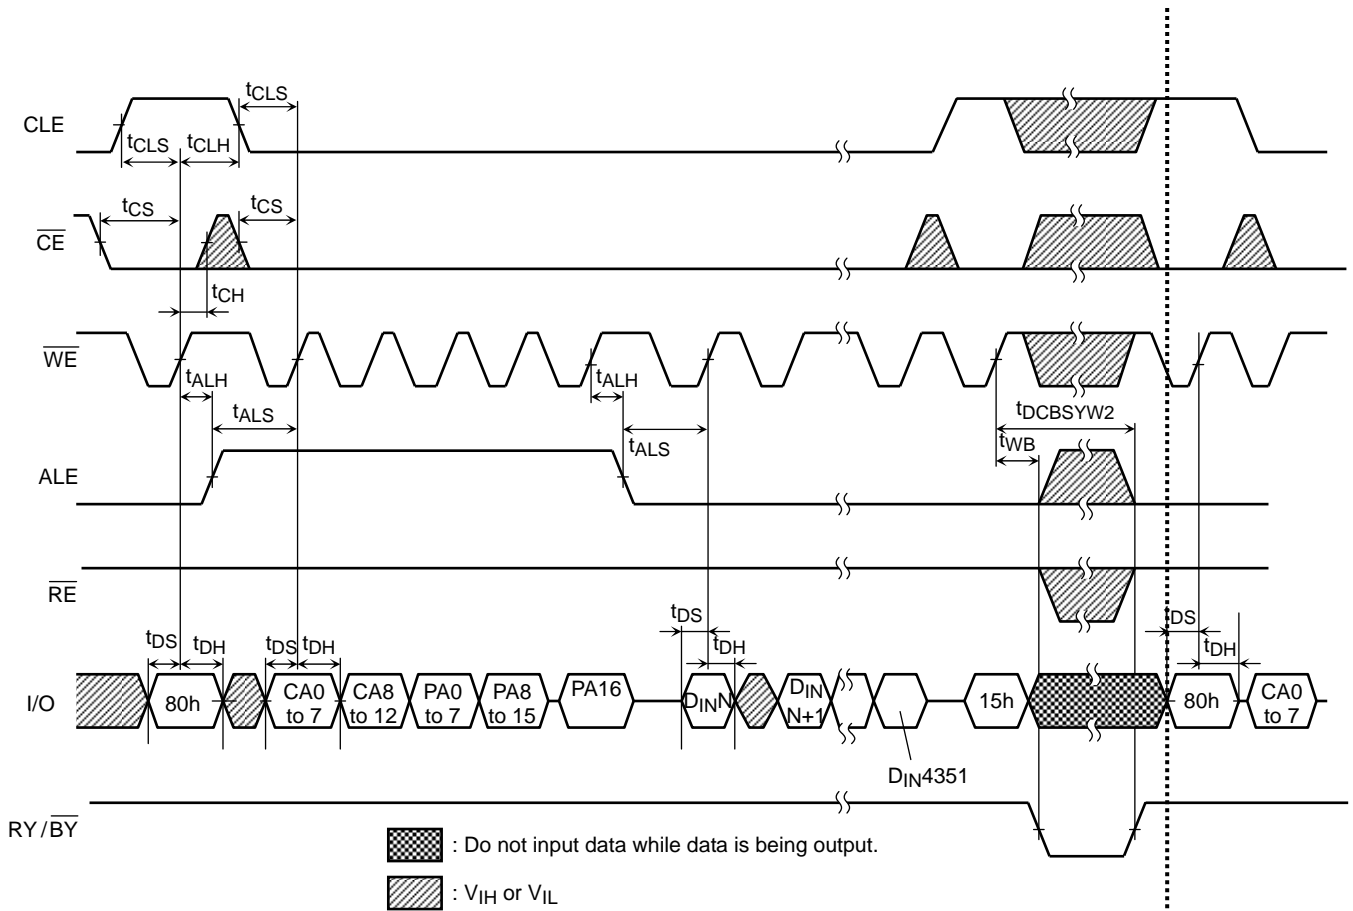 tCLS
CLE
tCLS tCLH
tCS tCS
CE
tCH
WE
tALH tALH
tALS tDCBSYW2
tALS tWB
ALE
RE
tDS tDS
tDS tDH tDS tDH tDH tDH
I/O
80h
CA0 to 7
CA8 to 12
PA0 to 7
PA8 to 15
PA16
DINN
DIN N+1
15h
80h
CA0 to 7
DIN4351
RY/BY
: Do not input data while data is being output.
: VIH or VIL